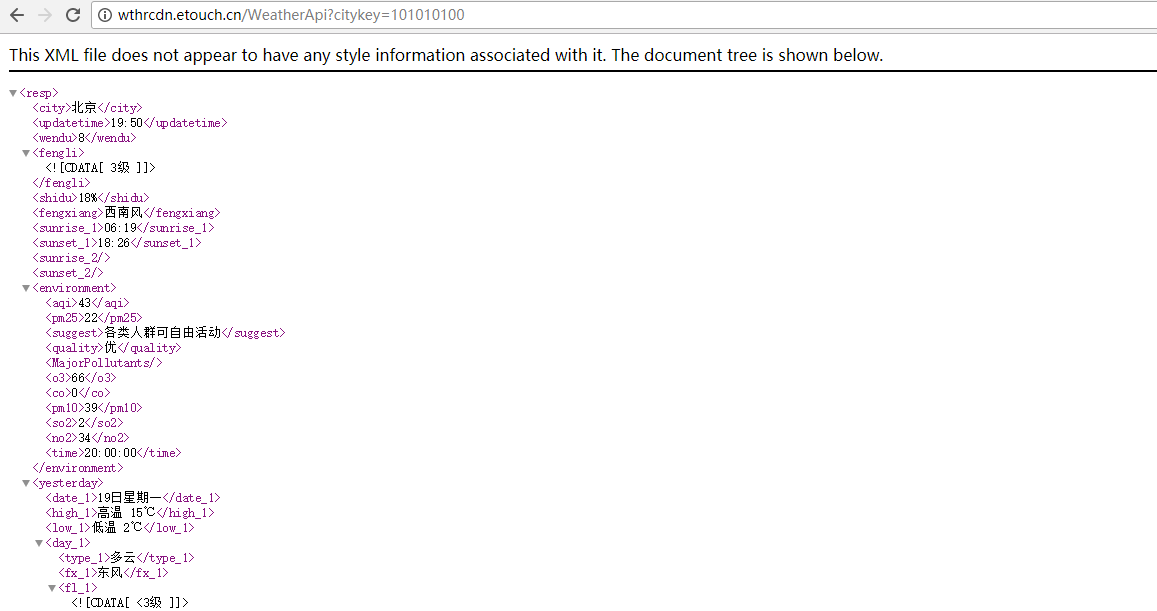 wthrcdn.etouch.cn/WeatherApi?citykey=101010100
This XML file does not appear to have any style information associated with it. The document tree is shown below.
▼<resp>
<city>北京</city>
<updatetime>19:50</updatetime>
<wendu>8</wendu>
▼<fengli>
<![CDATA[ 3级 ]]>
</fengli>
<shidu>18%</shidu>
<fengxiang>西南风</fengxiang>
<sunrise_1>06:19</sunrise_1>
<sunset_1>18:26</sunset_1>
<sunrise_2/>
<sunset_2/>
▼<environment>
<aqi>43</aqi>
<pm25>22</pm25>
<suggest>各类人群可自由活动</suggest>
<quality>优</quality>
<MajorPollutants/>
<o3>66</o3>
<co>0</co>
<pm10>39</pm10>
<so2>2</so2>
<no2>34</no2>
<time>20:00:00</time>
</environment>
▼<yesterday>
<date_1>19日星期一</date_1>
<high_1>高温 15℃</high_1>
<low_1>低温 2℃</low_1>
▼<day_1>
<type_1>多云</type_1>
<fx_1>东风</fx_1>
▼<fl_1>
<![CDATA[ <3级 ]]>